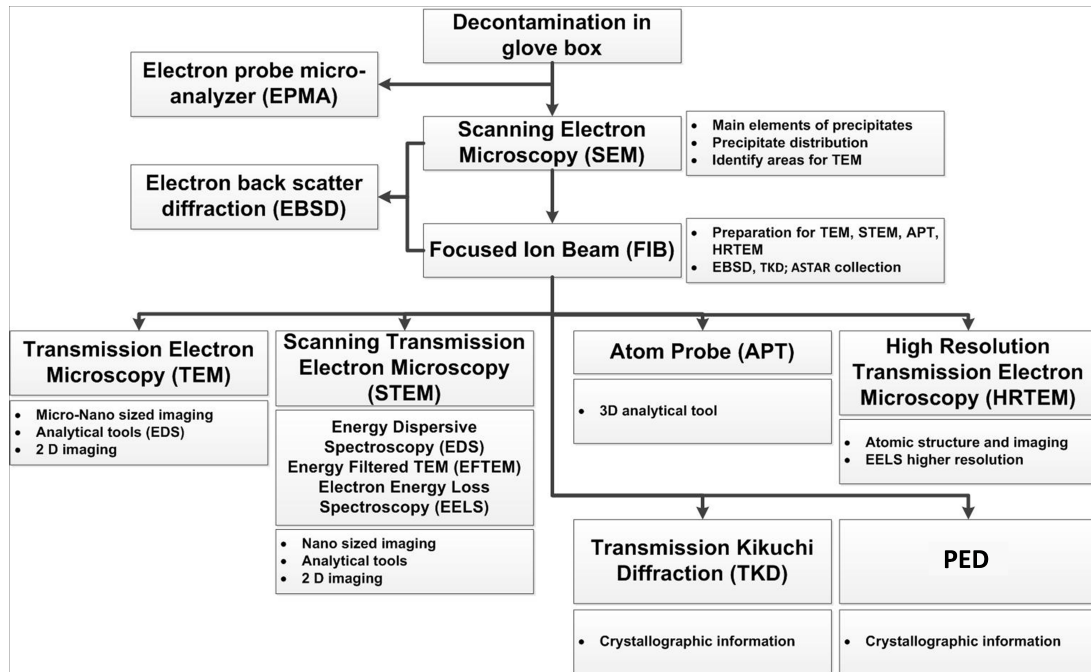 Decontamination in
glove box
Electron probe micro-
analyzer (EPMA)
Scanning Electron
Microscopy (SEM)
• Main elements of precipitates
• Precipitate distribution
• Identify areas for TEM
Electron back scatter
diffraction (EBSD)
Focused Ion Beam (FIB)
• Preparation for TEM, STEM, APT,
HRTEM
• EBSD, TKD; ASTAR collection
Transmission Electron
Microscopy (TEM)
• Micro-Nano sized imaging
• Analytical tools (EDS)
• 2 D imaging
Scanning Transmission
Electron Microscopy
(STEM)
Energy Dispersive
Spectroscopy (EDS)
Energy Filtered TEM (EFTEM)
Electron Energy Loss
Spectroscopy (EELS)
• Nano sized imaging
• Analytical tools
• 2 D imaging
Atom Probe (APT)
• 3D analytical tool
High Resolution
Transmission Electron
Microscopy (HRTEM)
• Atomic structure and imaging
• EELS higher resolution
Transmission Kikuchi
Diffraction (TKD)
• Crystallographic information
PED
• Crystallographic information